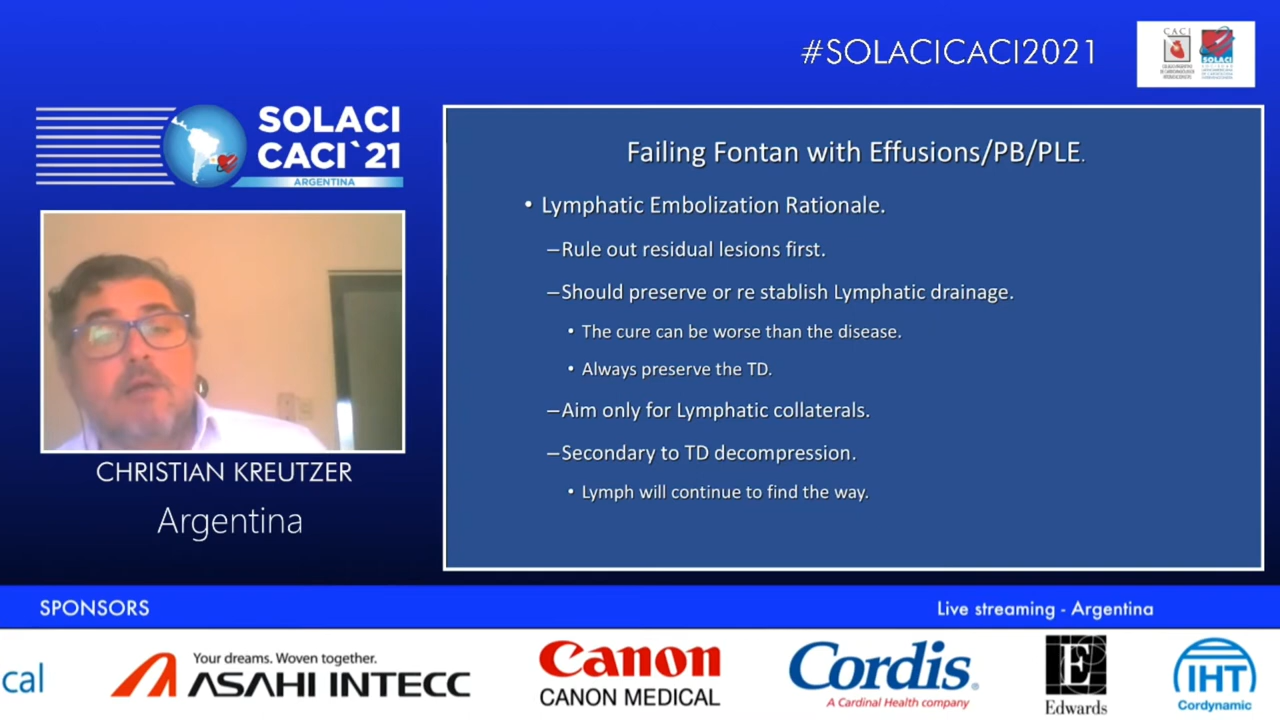 #SOLACICACI2021
CACI
SOLACI
SOLACI
CACI`21
ARGENTINA
Failing Fontan with Effusions/PB/PLE.
• Lymphatic Embolization Rationale.
–Rule out residual lesions first.
–Should preserve or re stablish Lymphatic drainage.
• The cure can be worse than the disease.
• Always preserve the TD.
–Aim only for Lymphatic collaterals.
–Secondary to TD decompression.
• Lymph will continue to find the way.
CHRISTIAN KREUTZER
Argentina
SPONSORS
Live streaming - Argentina
cal
Your dreams. Woven together.
ASAHI INTECC
Canon
CANON MEDICAL
Cordis®
A Cardinal Health company
E
Edwards
IHT
Cordynamic